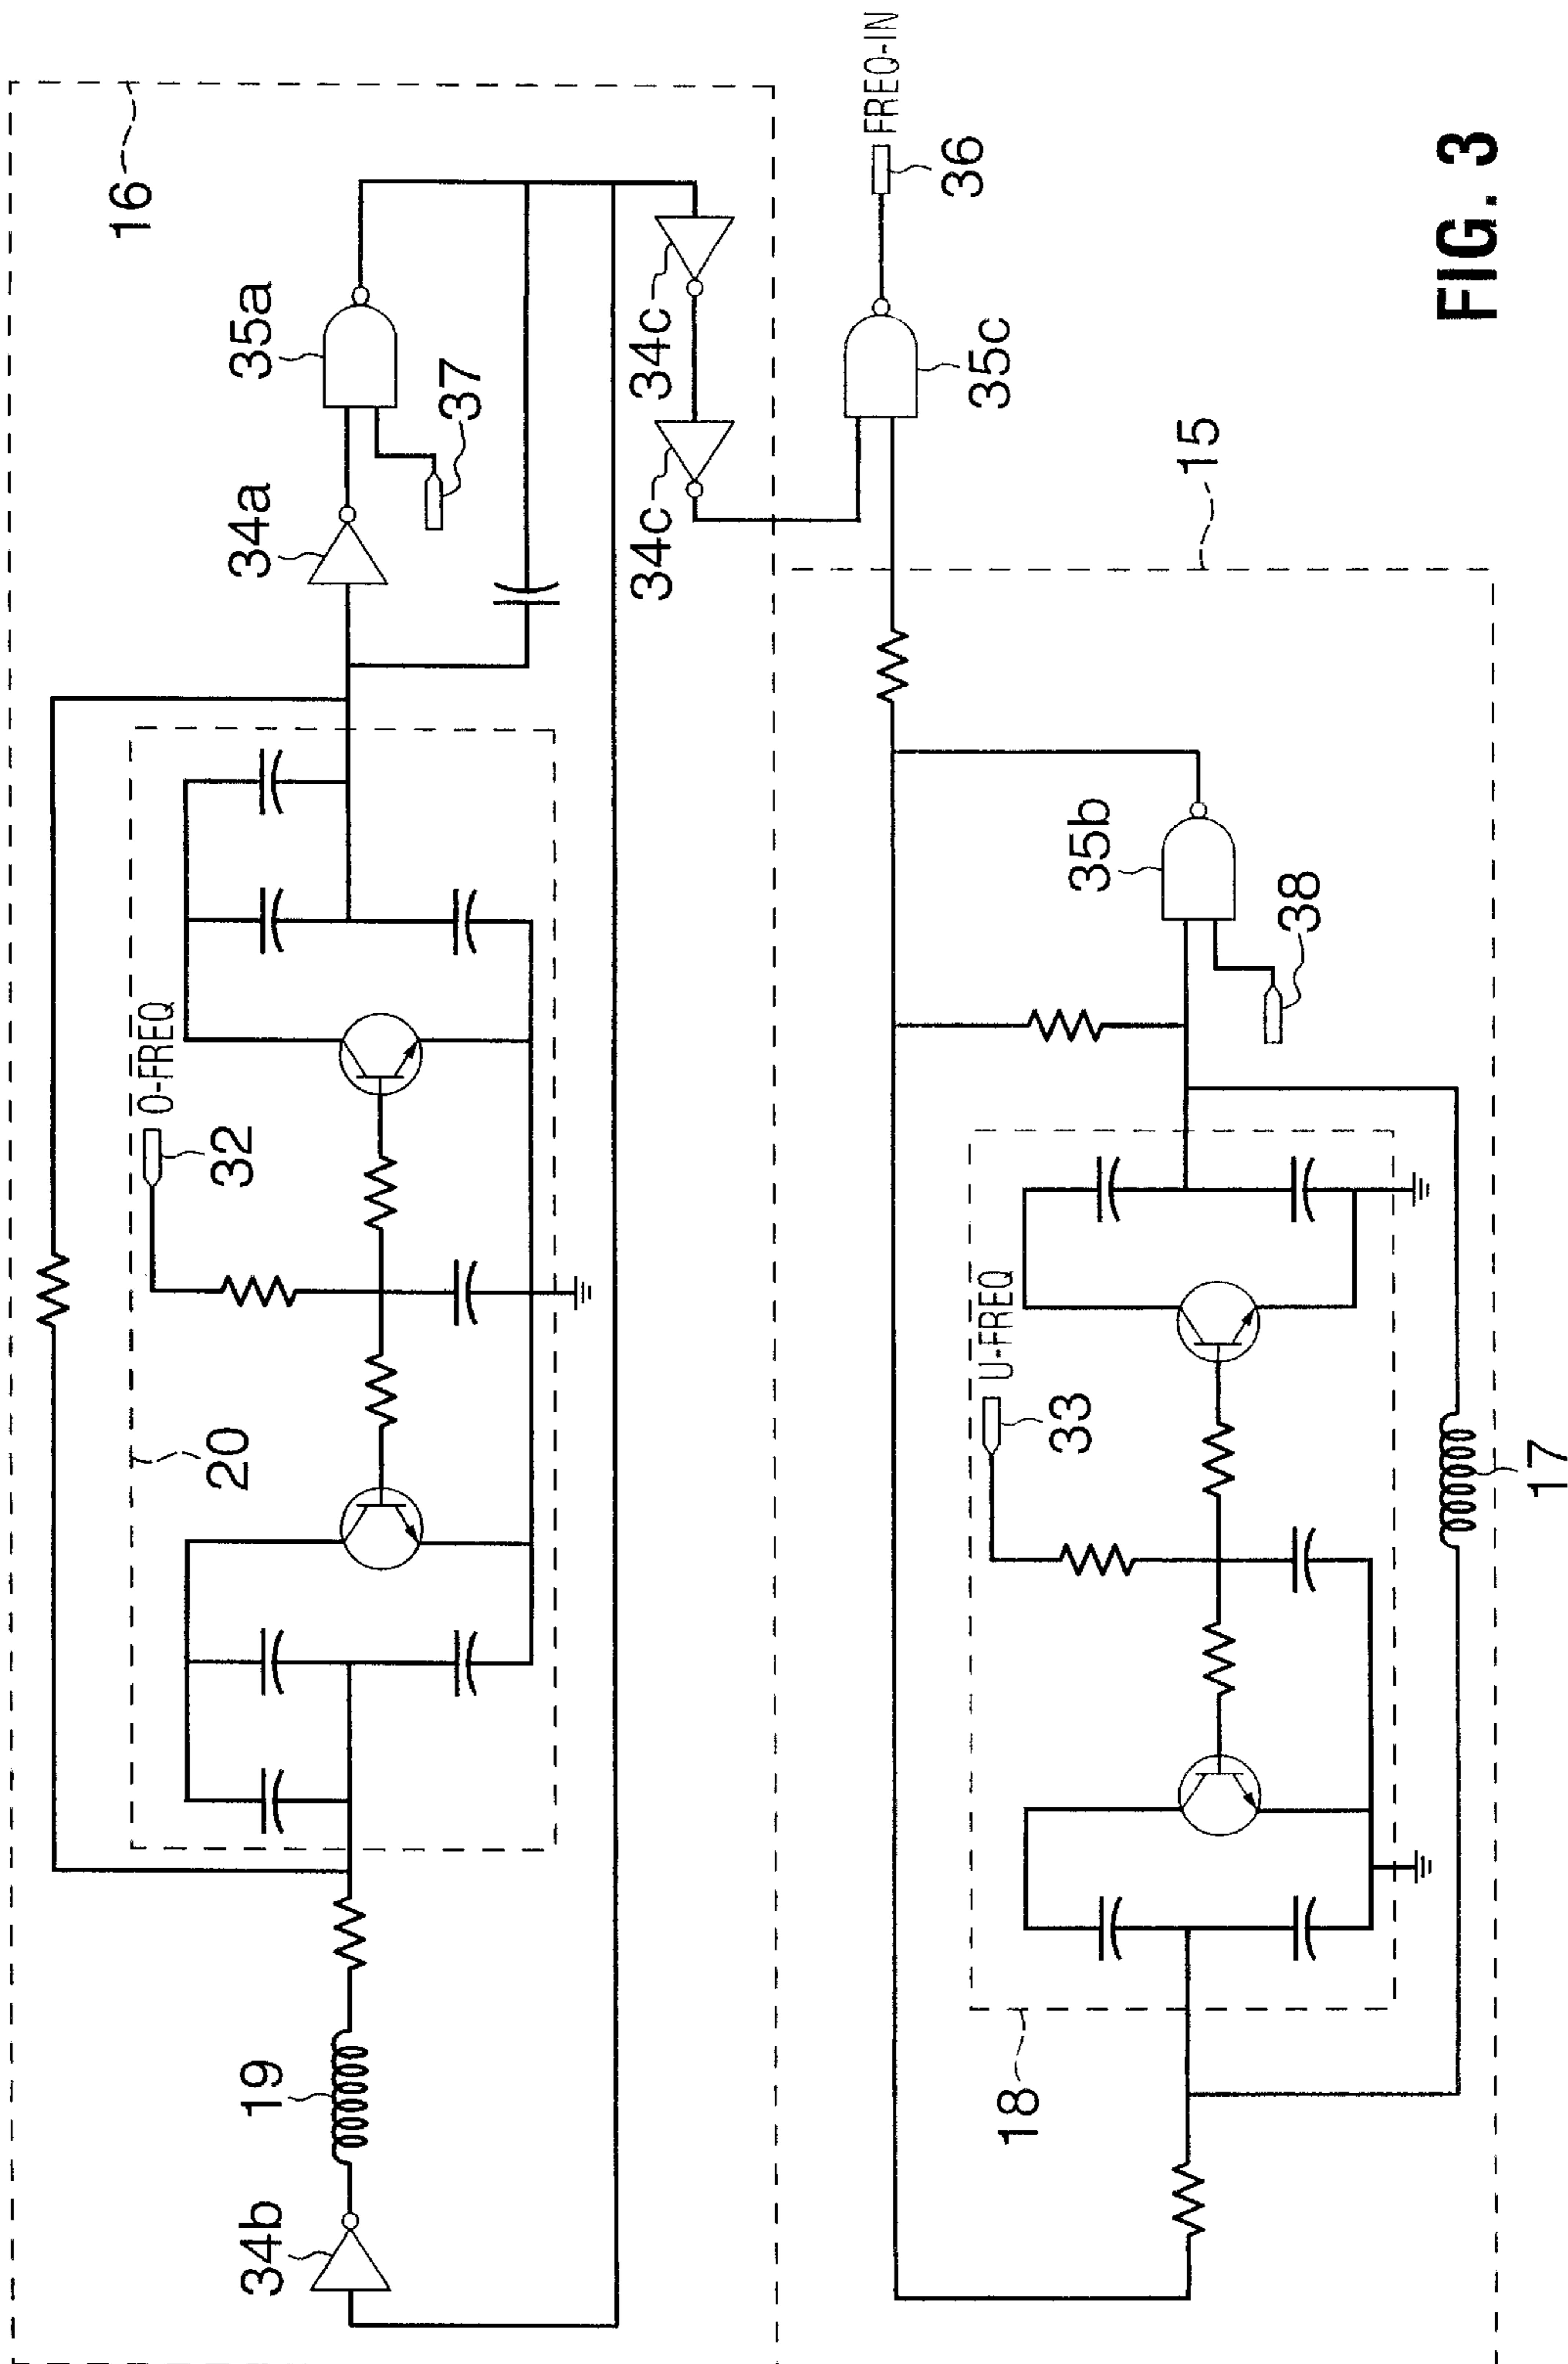 16
FREQ-IN
36
35a
37
34c
35c
34a
34c
15
O-FREQ
32
35b
38
20
U-FREQ
33
17
19
18
34b
FIG. 3